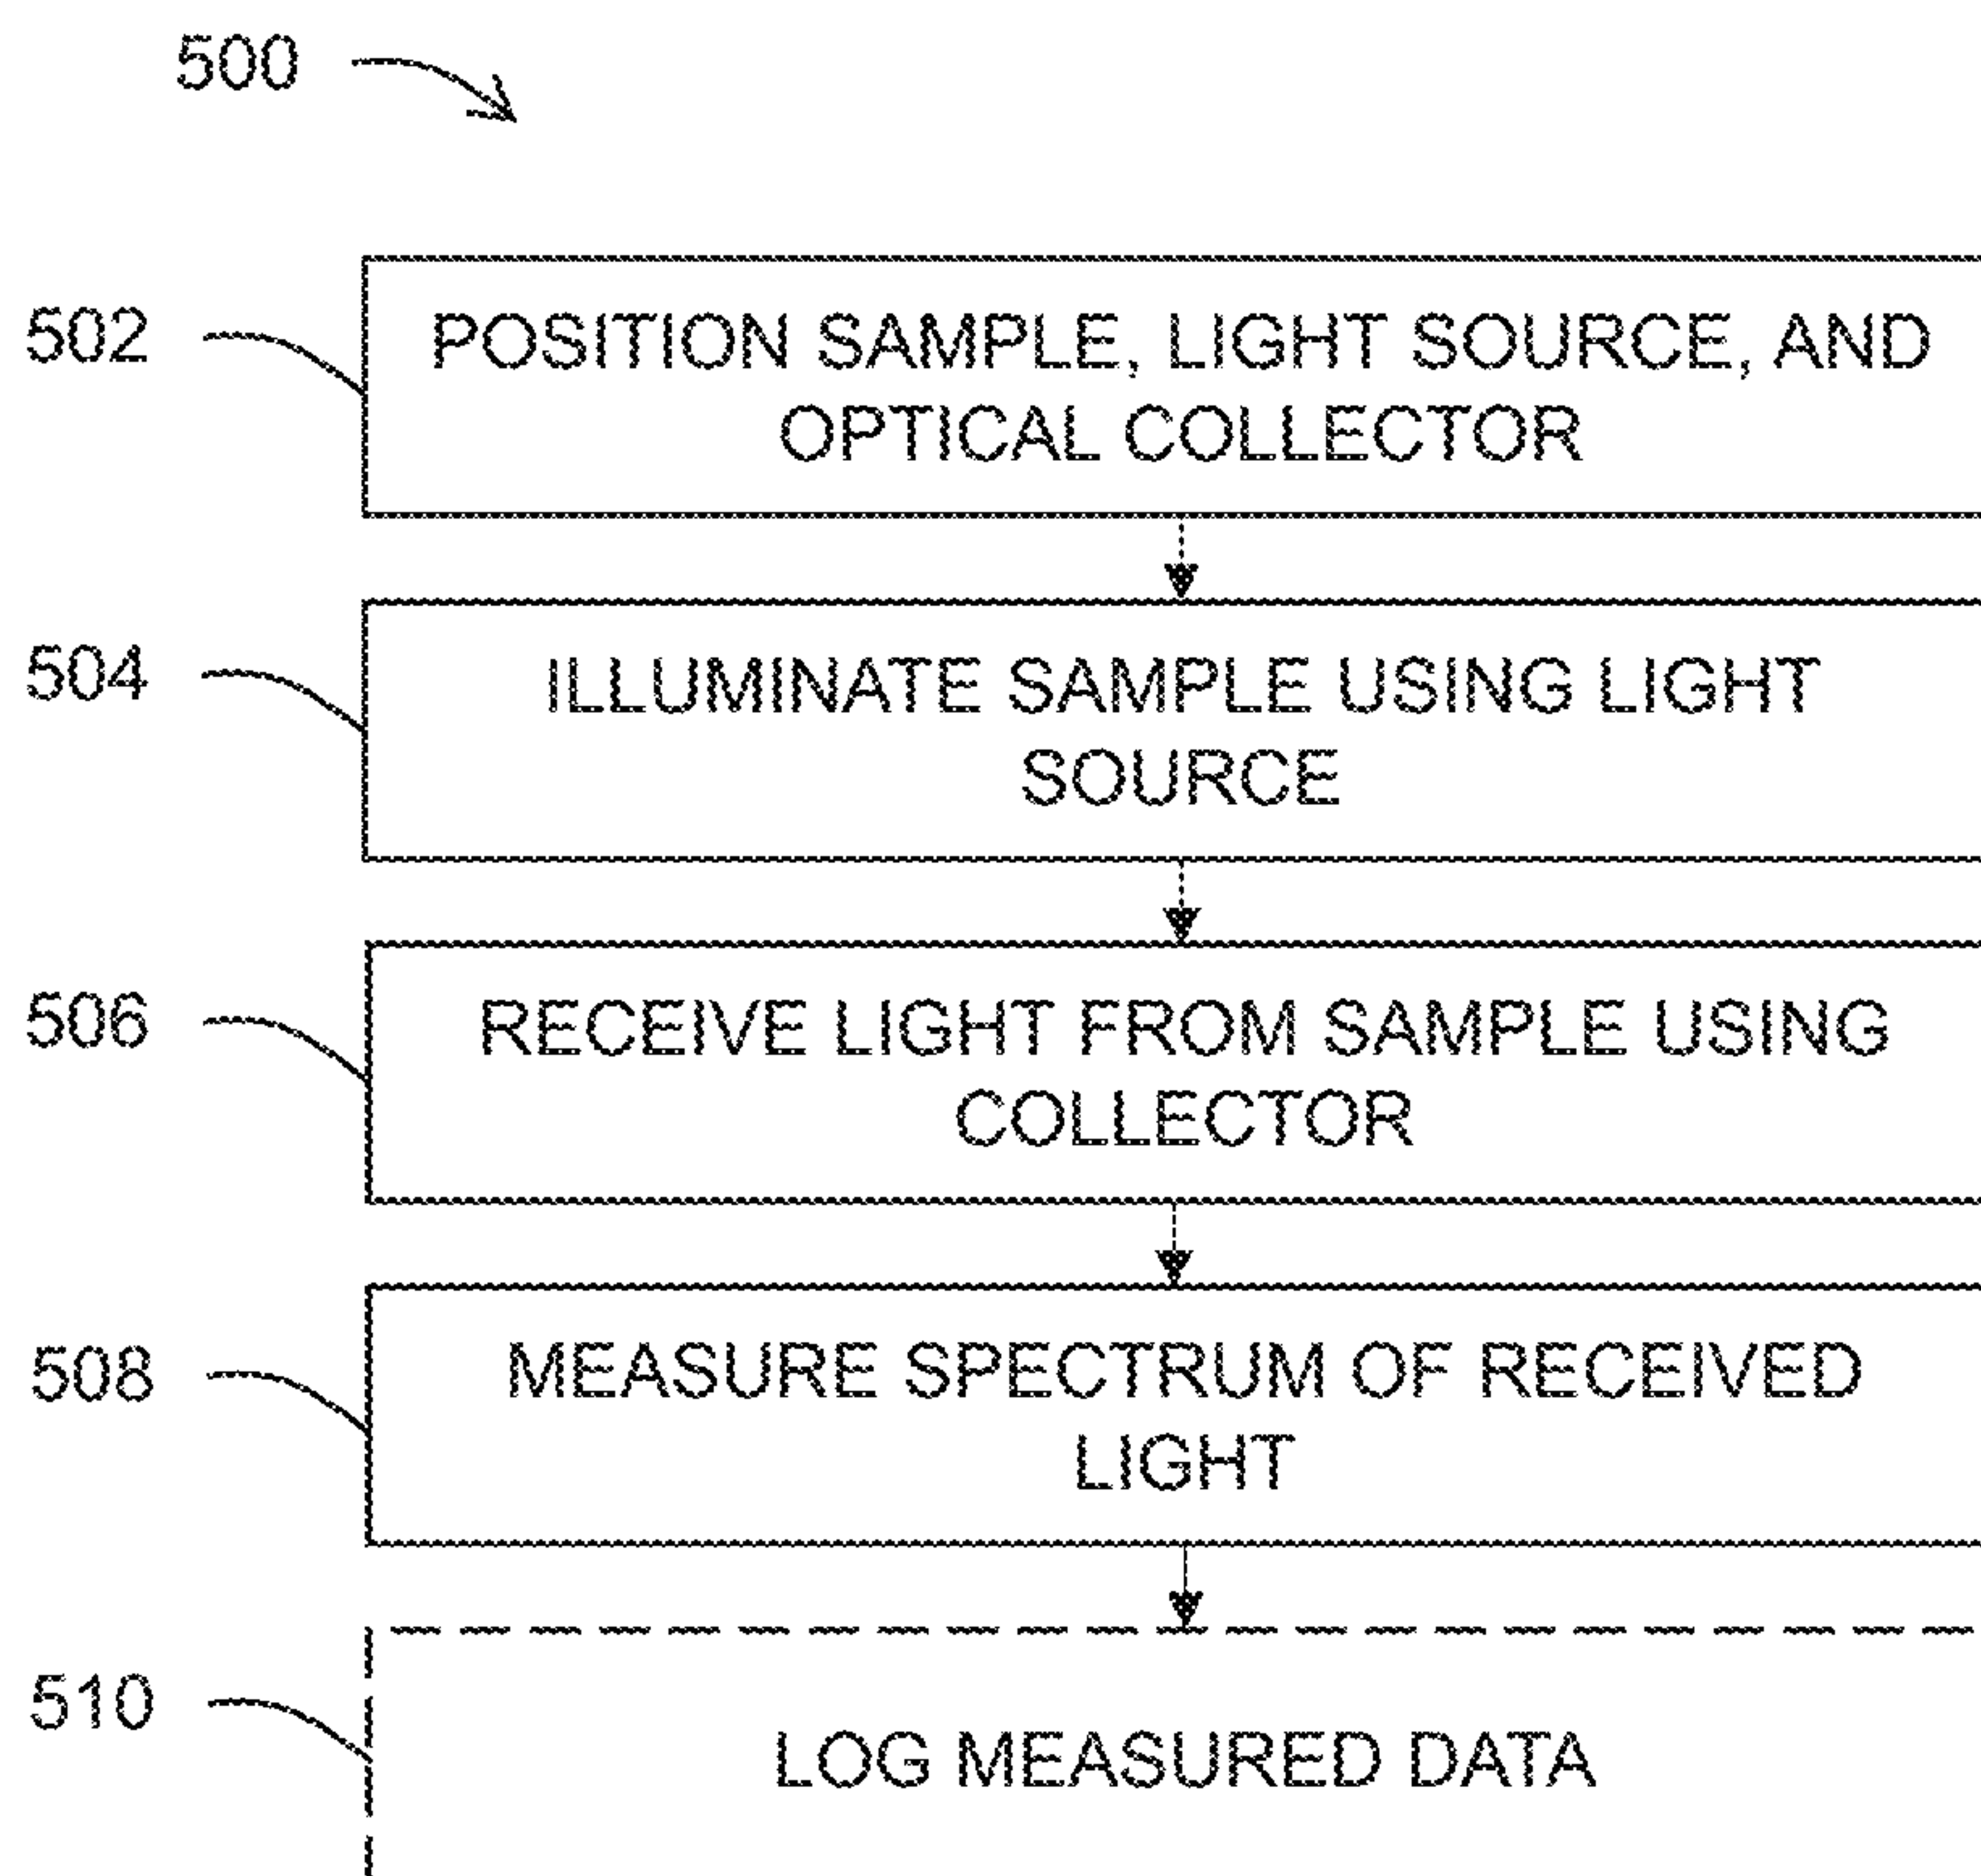 500
502
POSITION SAMPLE, LIGHT SOURCE, AND
OPTICAL COLLECTOR
504
ILLUMINATE SAMPLE USING LIGHT
SOURCE
506
RECEIVE LIGHT FROM SAMPLE USING
COLLECTOR
508
MEASURE SPECTRUM OF RECEIVED
LIGHT
510
LOG MEASURED DATA